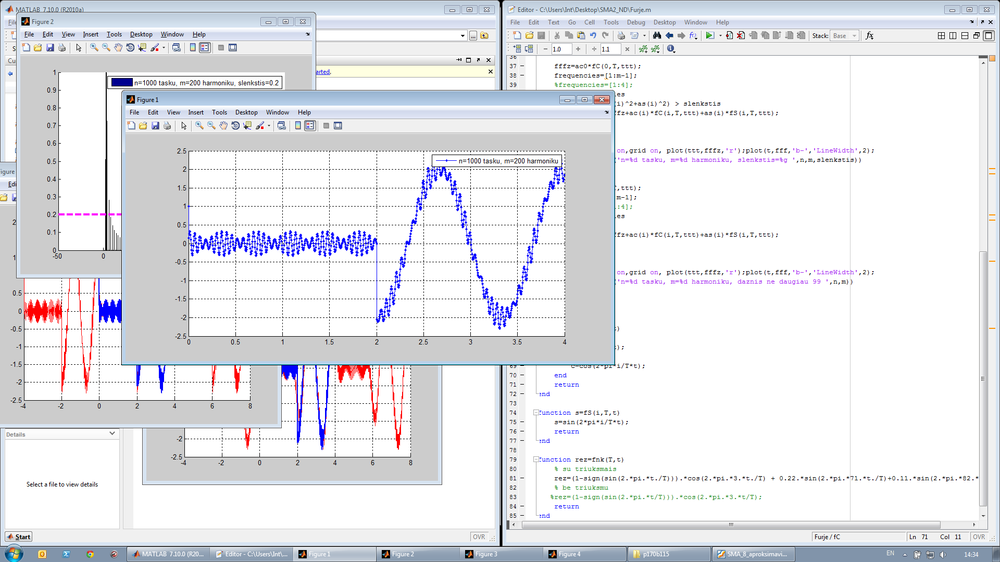 MATLAB 7.10.0 (R2010a)
Figure 2
File Edit View Insert Tools Desktop Window Help
1
0.9
0.8
0.7
0.6
0.5
0.4
0.3
0.2
0.1
0
-50
0
n=1000 tasku, m=200 harmoniku, slenkstis=0.2
arted.
Figure 1
File Edit View Insert Tools Desktop Window Help
n=1000 tasku, m=200 harmoniku
2.5
2
1.5
1
0.5
0
-0.5
-1
-1.5
-2
-2.5
0 0.5 1 1.5 2 2.5 3 3.5 4
0.5
0
-0.5
-1
-1.5
-2
-2.5
-4 -2 0 2 4 6 8
-2
-2.5
-4 -2 0 2 4 6 8
Details
Select a file to view details
Start
OVR
Editor - C:\Users\Int\Desktop\SMA2_ND\Furje.m
File Edit Text Go Cell Tools Debug Desktop Window Help
Stack: Base
1.0
1.1
36
37 fffz=ac0*fC(0,T,ttt);
38 frequencies=[1:m-1];
39 %frequencies=[1:4];
es
(i)^2+as(i)^2) > slenkstis
ffz+ac(i)*fC(i,T,ttt)+as(i)*fS(i,T,ttt);
on,grid on, plot(ttt,fffz,'r');plot(t,fff,'b-','LineWidth',2);
('n=%d tasku, m=%d harmoniku, slenkstis=%g ',n,m,slenkstis))
T,ttt);
:m-1];
1:4];
es
ffz+ac(i)*fC(i,T,ttt)+as(i)*fS(i,T,ttt);
on,grid on, plot(ttt,fffz,'r');plot(t,fff,'b-','LineWidth',2);
('n=%d tasku, m=%d harmoniku, daznis ne daugiau 99 ',n,m))
t)
t);
69 c=cos(2*pi*i/T*t);
70 end
71 return
72 end
73
74 function s=fS(i,T,t)
75 s=sin(2*pi*i/T*t);
76 return
77 end
78
79 function rez=fnk(T,t)
80 % su triuksmais
81 rez=(1-sign(sin(2.*pi.*t./T))).*cos(2.*pi.*3.*t./T) + 0.22.*sin(2.*pi.*71.*t./T)+0.11.*sin(2.*pi.*82.*
82 % be triuksmu
83 %rez=(1-sign(sin(2.*pi.*t/T))).*cos(2.*pi.*3.*t/T);
84 return
85 end
Furje / fC
Ln 71 Col 11 OVR
MATLAB 7.10.0 (R20...
Editor - C:\Users\Int\...
Figure 1
Figure 2
Figure 3
Figure 4
p170b115
SMA_8_aproksimavi...
EN
14:34